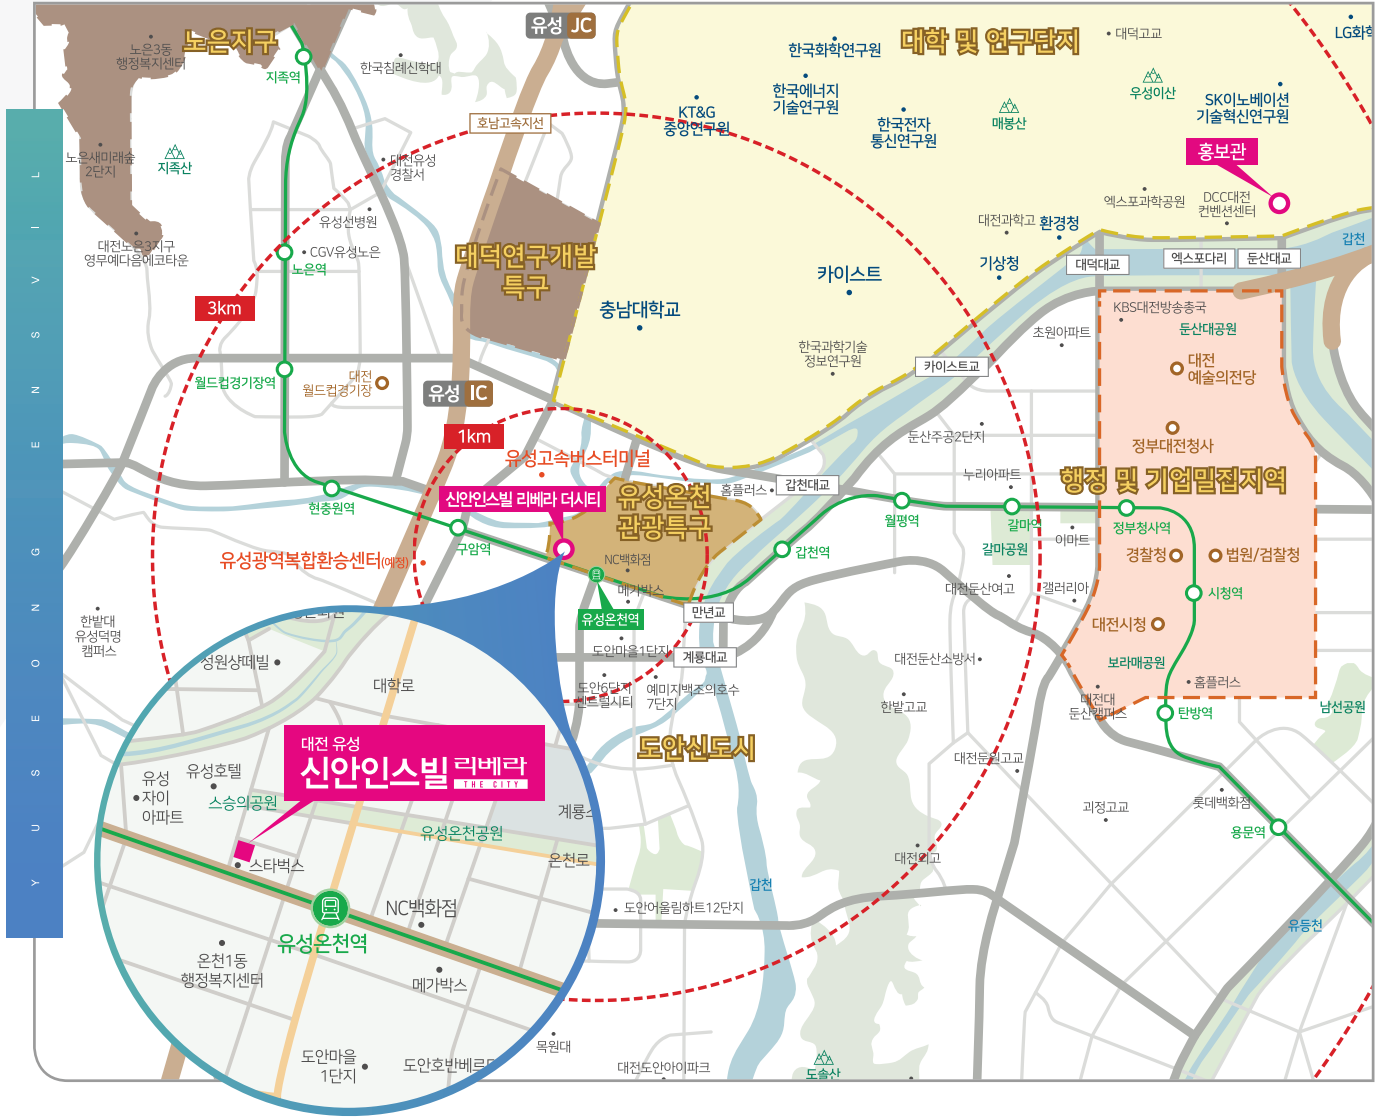 유성 JC
노은지구
노은3동
행정복지센터
지족역
한국침례신학대
대학 및 연구단지
대덕고교
LG화학
한국화학연구원
한국에너지
기술연구원
KT&G
중앙연구원
한국전자
통신연구원
매봉산
우성이산
SK이노베이션
기술혁신연구원
홍보관
호남고속지선
노은새미래숲
2단지
지족산
대전유성
경찰서
엑스포과학공원
DCC대전
컨벤션센터
유성선병원
대전과학고
환경청
갑천
대전노은3지구
영무예다음에코타운
CGV유성노은
노은역
대덕연구개발
특구
카이스트
기상청
대덕대교
엑스포다리
둔산대교
3km
충남대학교
KBS대전방송총국
둔산대공원
초원아파트
한국과학기술
정보연구원
카이스트교
대전
예술의전당
월드컵경기장역
대전
월드컵경기장
유성 IC
1km
유성고속버스터미널
둔산주공2단지
정부대전청사
누리아파트
행정 및 기업밀집지역
신안인스빌 리베라 더시티
유성온천
관광특구
홈플러스
갑천대교
현충원역
월평역
갈마역
정부청사역
구암역
갑천역
갈마공원
이마트
경찰청
법원/검찰청
유성광역복합환승센터(예정)
NC백화점
메가박스
대전둔산여고
갤러리아
시청역
만년교
유성온천역
한밭대
유성덕명
캠퍼스
대전시청
도안마을1단지
계룡대교
대전둔산소방서
보라매공원
홈플러스
도안6단지
센트럴시티
예미지백조의호수
7단지
한밭고교
대전대
둔산캠퍼스
남선공원
탄방역
도안신도시
대전둔원고교
괴정고교
롯데백화점
용문역
대전외고
갑천
도안어울림하트12단지
유등천
목원대
대전도안아이파크
도솔산
성원상떼빌
대학로
대전 유성
신안인스빌 리베라
THE CITY
유성
자이
아파트
유성호텔
스승의공원
유성온천공원
온천로
스타벅스
NC백화점
유성온천역
온천1동
행정복지센터
메가박스
도안마을
1단지
YUSEONG ENSVIL